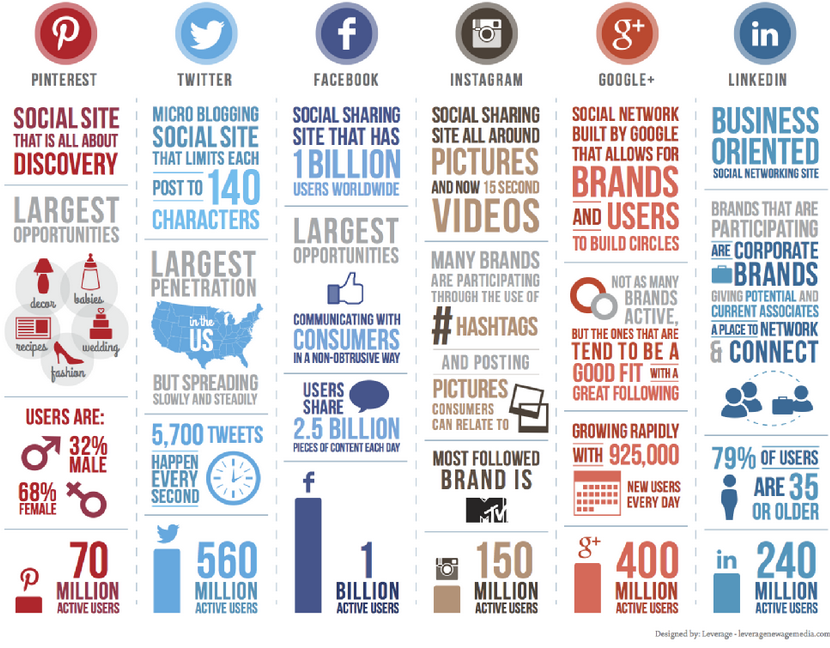 PINTEREST
SOCIAL SITE
THAT IS ALL ABOUT
DISCOVERY
LARGEST
OPPORTUNITIES
decor
babies
recipes
wedding
fashion
USERS ARE:
32%
MALE
68%
FEMALE
70
MILLION
ACTIVE USERS
TWITTER
MICRO BLOGGING
SOCIAL SITE
THAT LIMITS EACH
POST TO 140
CHARACTERS
LARGEST
PENETRATION
in the
US
BUT SPREADING
SLOWLY AND STEADILY
5,700 TWEETS
HAPPEN
EVERY
SECOND
560
MILLION
ACTIVE USERS
f
FACEBOOK
SOCIAL SHARING
SITE THAT HAS
1 BILLION
USERS WORLDWIDE
LARGEST
OPPORTUNITIES
COMMUNICATING WITH
CONSUMERS
IN A NON-OBTRUSIVE WAY
USERS
SHARE
2.5 BILLION
PIECES OF CONTENT EACH DAY
f
1
BILLION
ACTIVE USERS
INSTAGRAM
SOCIAL SHARING
SITE ALL AROUND
PICTURES
AND NOW 15 SECOND
VIDEOS
MANY BRANDS
ARE PARTICIPATING
THROUGH THE USE OF
# HASHTAGS
AND POSTING
PICTURES
CONSUMERS
CAN RELATE TO
MOST FOLLOWED
BRAND IS
MTV
150
MILLION
ACTIVE USERS
g+
GOOGLE+
SOCIAL NETWORK
BUILT BY GOOGLE
THAT ALLOWS FOR
BRANDS
AND USERS
TO BUILD CIRCLES
NOT AS MANY
BRANDS
ACTIVE,
BUT THE ONES THAT ARE
TEND TO BE A
GOOD FIT WITH A
GREAT FOLLOWING
GROWING RAPIDLY
WITH 925,000
NEW USERS
EVERY DAY
g+
400
MILLION
ACTIVE USERS
in
LINKEDIN
BUSINESS
ORIENTED
SOCIAL NETWORKING SITE
BRANDS THAT ARE
PARTICIPATING
ARE CORPORATE
BRANDS
GIVING POTENTIAL AND
CURRENT ASSOCIATES
A PLACE TO NETWORK
& CONNECT
79% OF USERS
ARE 35
OR OLDER
in
240
MILLION
ACTIVE USERS
Designed by: Leverage - leveragenewagemedia.com